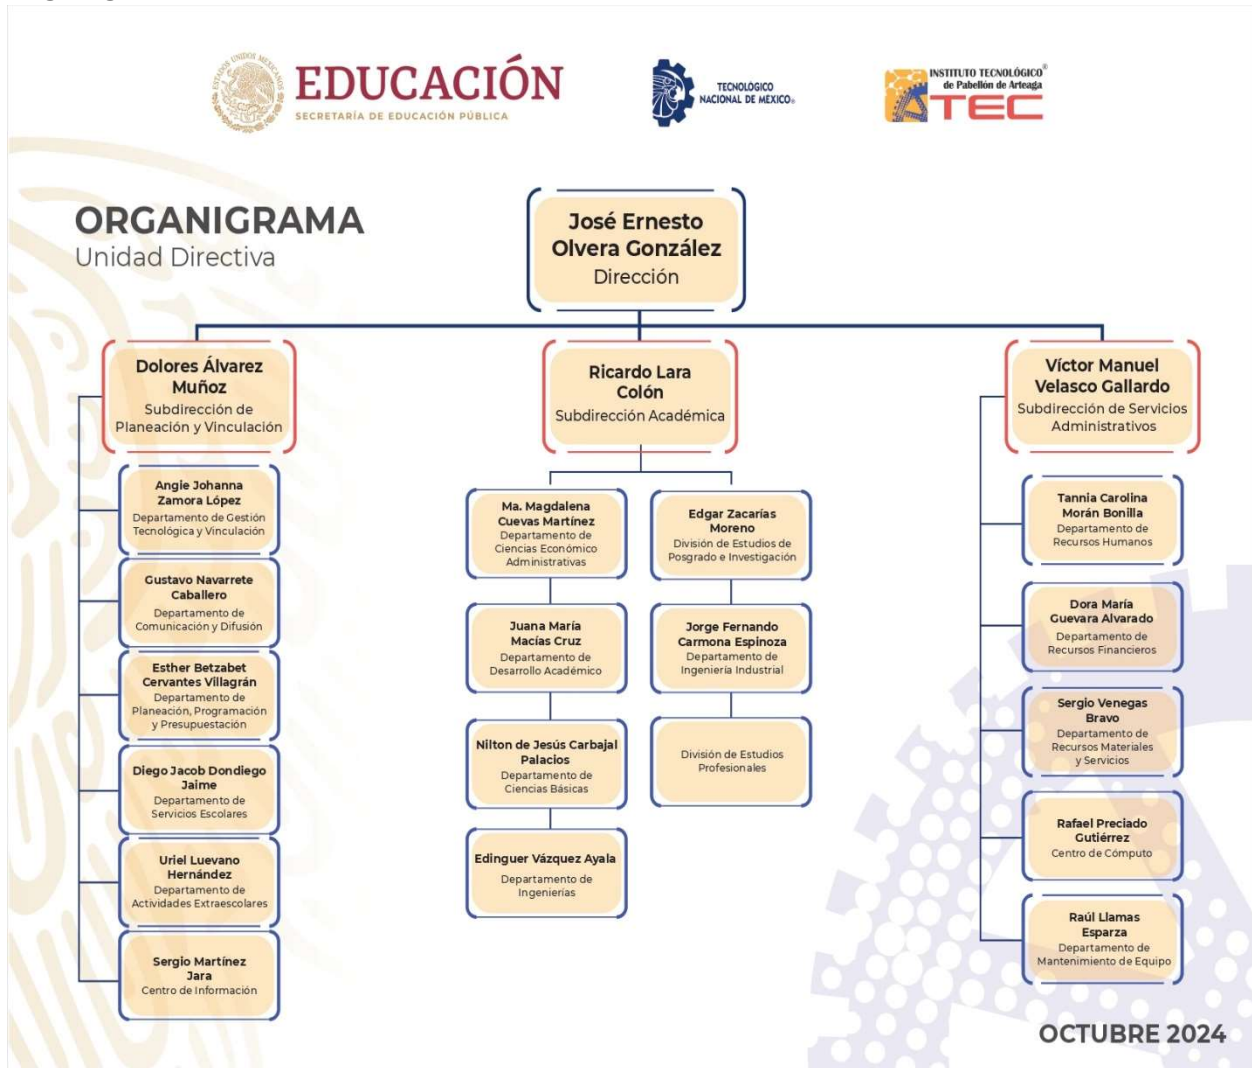 ESTADOS UNIDOS MEXICANOS
EDUCACIÓN
SECRETARÍA DE EDUCACIÓN PÚBLICA
TECNOLÓGICO
NACIONAL DE MÉXICO®
INSTITUTO TECNOLÓGICO®
de Pabellón de Arteaga
TEC
ORGANIGRAMA
Unidad Directiva
José Ernesto
Olvera González
Dirección
Dolores Álvarez
Muñoz
Subdirección de
Planeación y Vinculación
Angie Johanna
Zamora López
Departamento de Gestión
Tecnológica y Vinculación
Gustavo Navarrete
Caballero
Departamento de
Comunicación y Difusión
Esther Betzabet
Cervantes Villagrán
Departamento de
Planeación, Programación
y Presupuestación
Diego Jacob Dondiego
Jaime
Departamento de
Servicios Escolares
Uriel Luevano
Hernández
Departamento de
Actividades Extraescolares
Sergio Martínez
Jara
Centro de Información
Ricardo Lara
Colón
Subdirección Académica
Ma. Magdalena
Cuevas Martínez
Departamento de
Ciencias Económico
Administrativas
Juana María
Macías Cruz
Departamento de
Desarrollo Académico
Nilton de Jesús Carbajal
Palacios
Departamento de
Ciencias Básicas
Edinguer Vázquez Ayala
Departamento de
Ingenierías
Edgar Zacarías
Moreno
División de Estudios de
Posgrado e Investigación
Jorge Fernando
Carmona Espinoza
Departamento de
Ingeniería Industrial
División de Estudios
Profesionales
Víctor Manuel
Velasco Gallardo
Subdirección de Servicios
Administrativos
Tannia Carolina
Morán Bonilla
Departamento de
Recursos Humanos
Dora María
Guevara Alvarado
Departamento de
Recursos Financieros
Sergio Venegas
Bravo
Departamento de
Recursos Materiales
y Servicios
Rafael Preciado
Gutiérrez
Centro de Cómputo
Raúl Llamas
Esparza
Departamento de
Mantenimiento de Equipo
OCTUBRE 2024